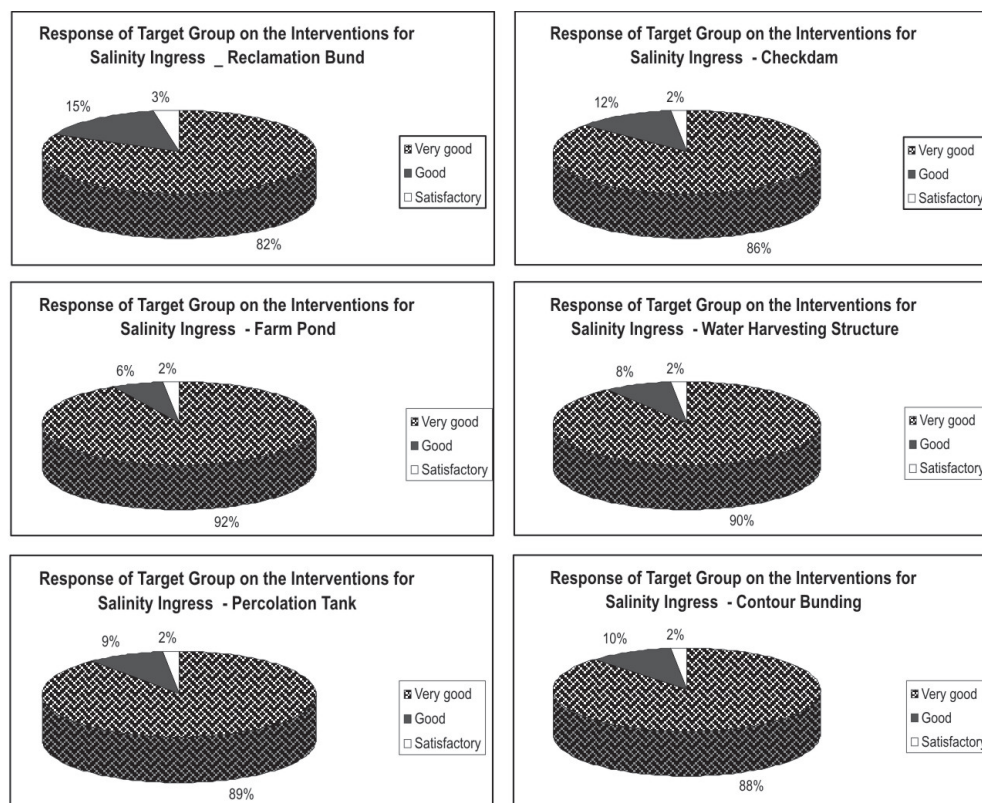 Response of Target Group on the Interventions for
Salinity Ingress _ Reclamation Bund
15%
3%
Very good
Good
Satisfactory
82%
Response of Target Group on the Interventions for
Salinity Ingress - Checkdam
12%
2%
Very good
Good
Satisfactory
86%
Response of Target Group on the Interventions for
Salinity Ingress - Farm Pond
6%
2%
Very good
Good
Satisfactory
92%
Response of Target Group on the Interventions for
Salinity Ingress - Water Harvesting Structure
8%
2%
Very good
Good
Satisfactory
90%
Response of Target Group on the Interventions for
Salinity Ingress - Percolation Tank
9%
2%
Very good
Good
Satisfactory
89%
Response of Target Group on the Interventions for
Salinity Ingress - Contour Bunding
10%
2%
Very good
Good
Satisfactory
88%